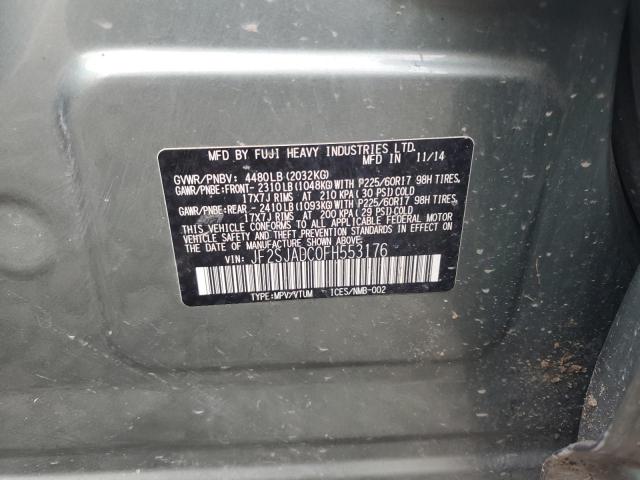 MFD BY FUJI HEAVY INDUSTRIES LTD.
MFD IN 11/14
GVWR/PNBV: 4480LB(2032KG)
GAWR/PNBE:FRONT-2310LB(1048KG)WITH P225/60R17 98H TIRES,
17X7J RIMS AT 210 KPA(30 PSI)COLD
GAWR/PNBE:REAR -2410LB(1093KG)WITH P225/60R17 98H TIRES,
17X7J RIMS AT 200 KPA(29 PSI)COLD
THIS VEHICLE CONFORMS TO ALL APPLICABLE FEDERAL MOTOR
VEHICLE SAFETY, BUMPER, AND THEFT PREVENTION STANDARDS
IN EFFECT ON THE DATE OF MANUFACTURE SHOWN ABOVE.
VIN: JF2SJADC0FH553176
TYPE:MPV/VTUM ICES/NMB-002